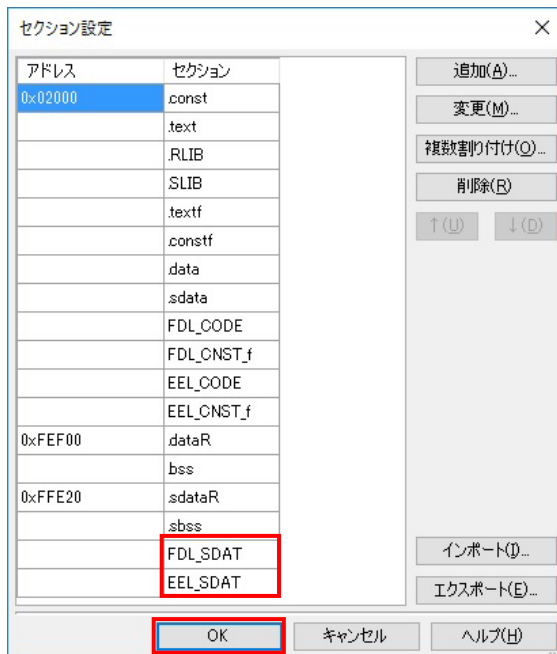 セクション設定
アドレス セクション
0x02000 .const
.text
.RLIB
.SLIB
.textf
.constf
.data
.sdata
FDL_CODE
FDL_CNST_f
EEL_CODE
EEL_CNST_f
0xFEF00 .dataR
.bss
0xFFE20 .sdataR
.sbss
FDL_SDAT
EEL_SDAT
追加(A)...
変更(M)...
複数割り付け(O)...
削除(R)
↑(U) ↓(D)
インポート(I)...
エクスポート(E)...
OK キャンセル ヘルプ(H)